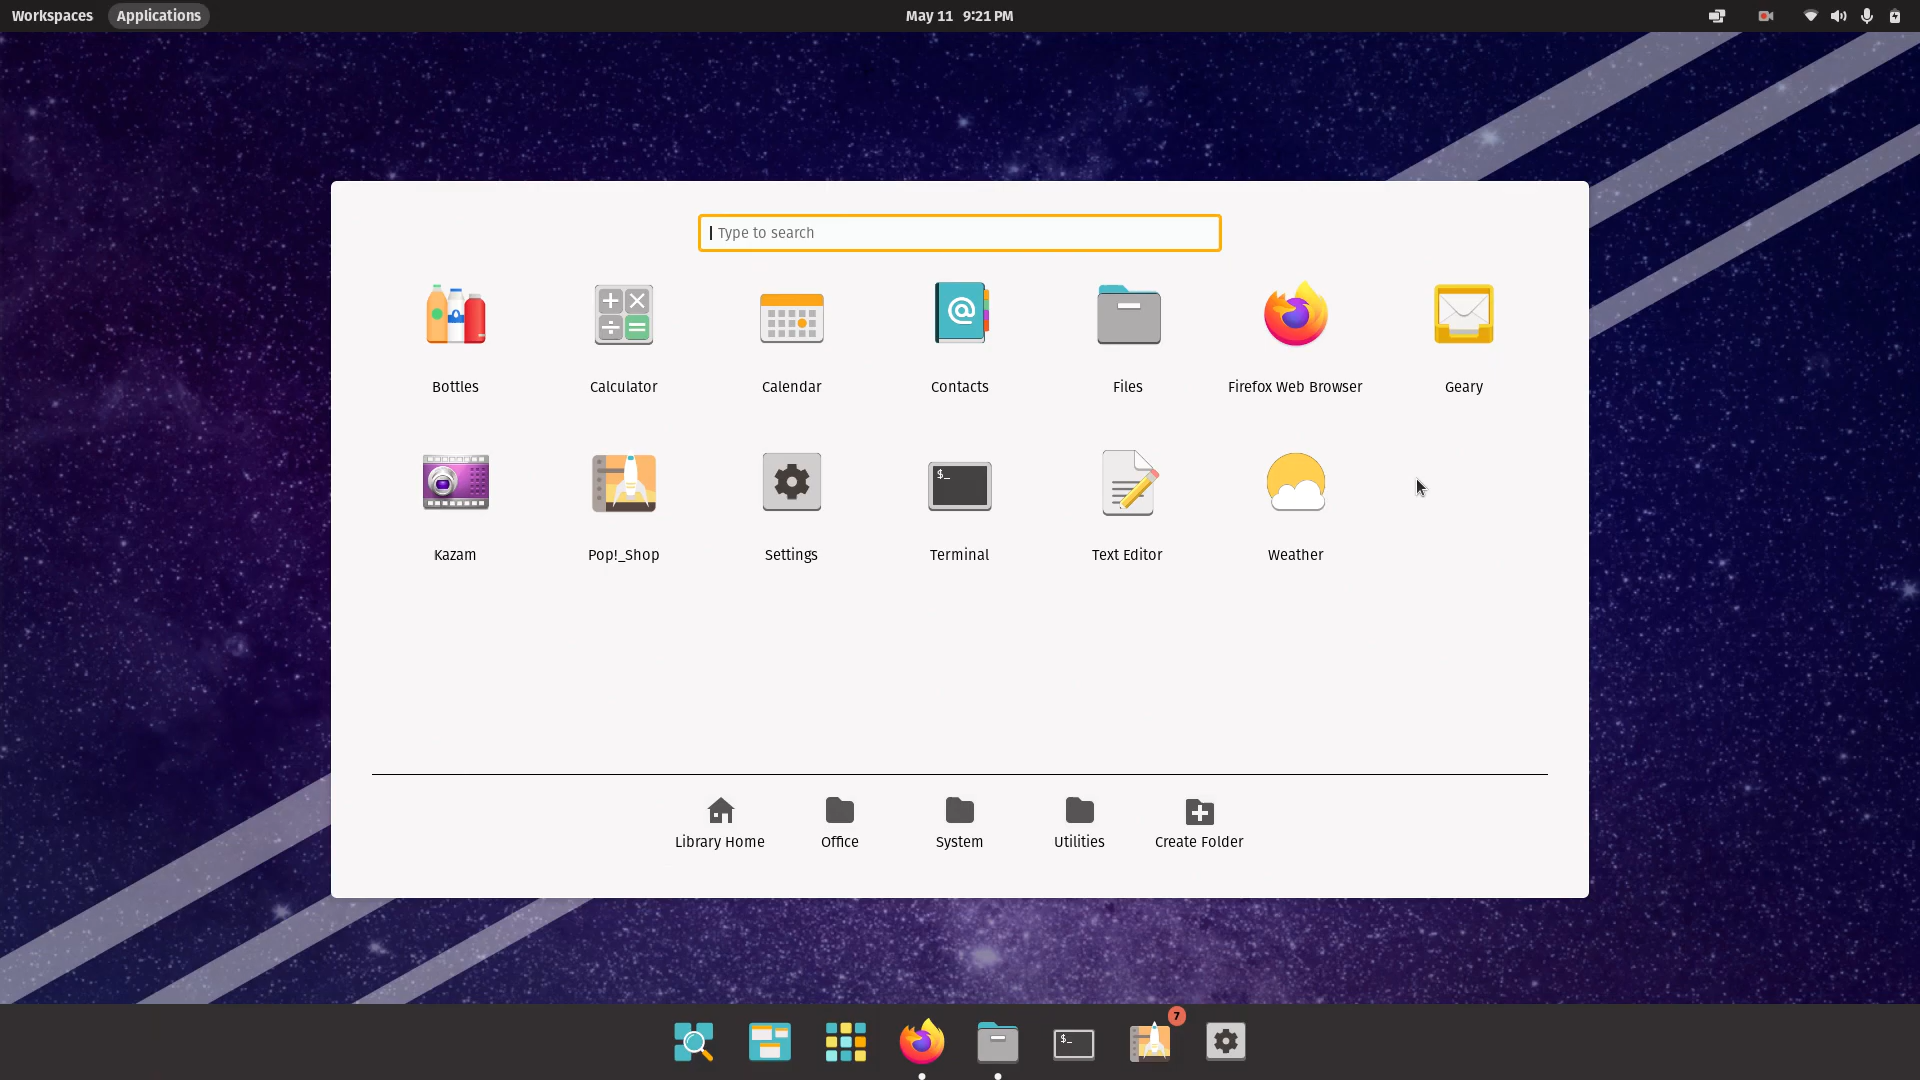 Workspaces Applications May 11 9:21 PM
Type to search
Bottles Calculator Calendar Contacts Files Firefox Web Browser Geary
$_
Kazam Pop!_Shop Settings Terminal Text Editor Weather
Library Home Office System Utilities Create Folder
7
$_